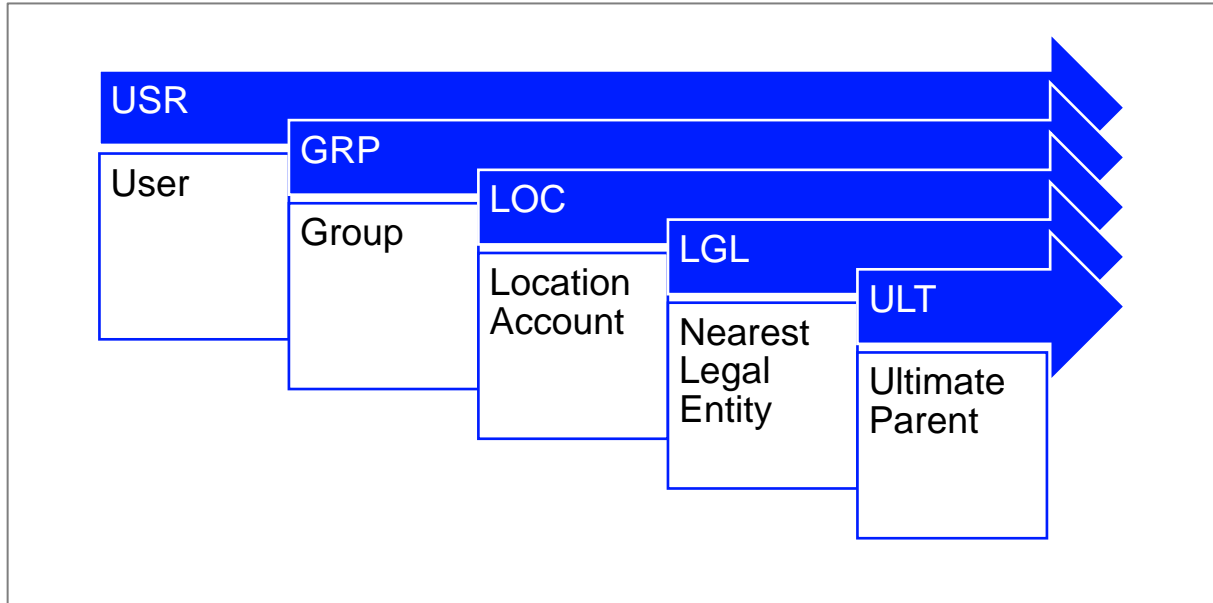 USR
User
GRP
Group
LOC
Location
Account
LGL
Nearest
Legal
Entity
ULT
Ultimate
Parent